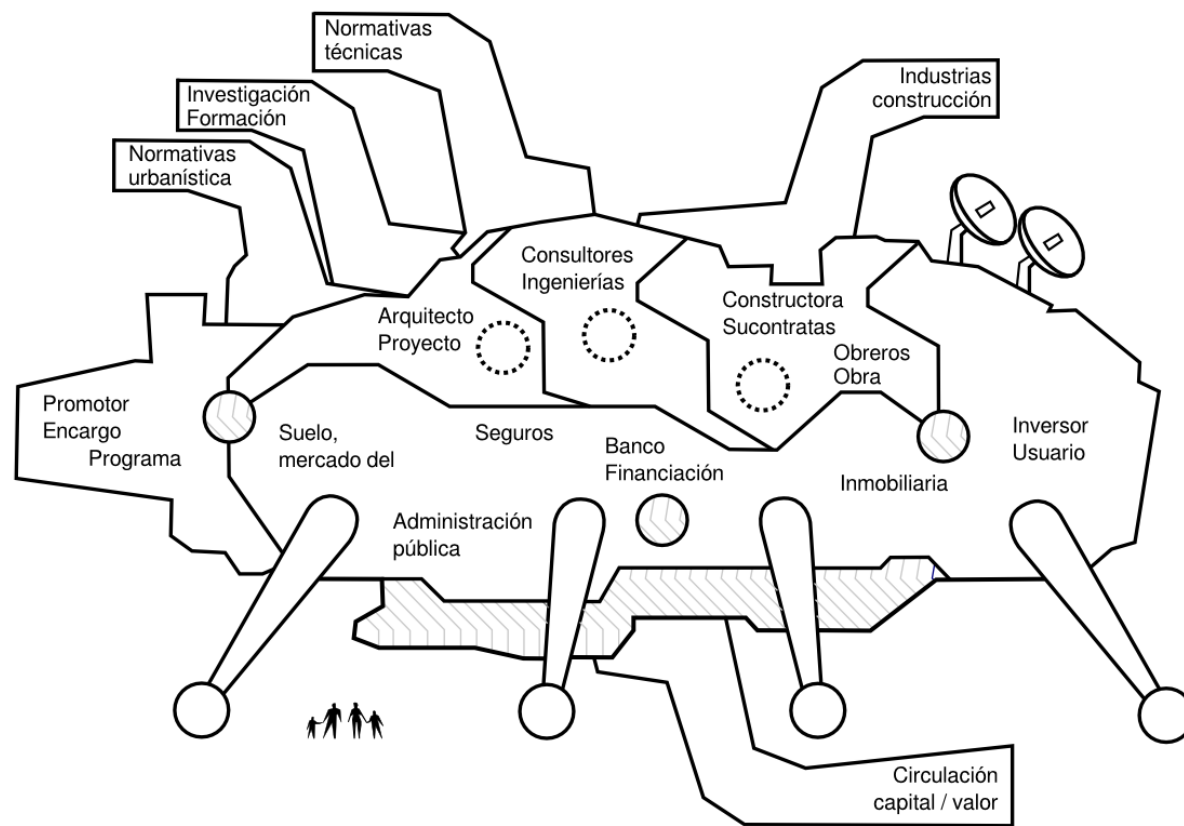 Normativas
técnicas
Investigación
Formación
Normativas
urbanística
Industrias
construcción
Consultores
Ingenierías
Arquitecto
Proyecto
Constructora
Sucontratas
Obreros
Obra
Promotor
Encargo
Programa
Suelo,
mercado del
Seguros
Banco
Financiación
Inmobiliaria
Inversor
Usuario
Administración
pública
Circulación
capital / valor